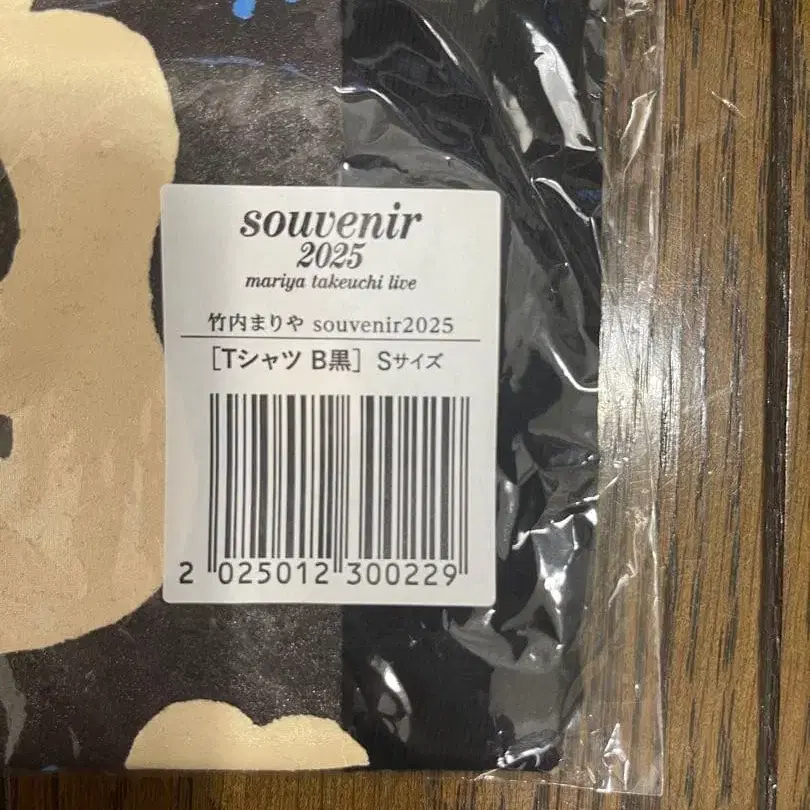 souvenir
2025
mariya takeuchi live
竹内まりや souvenir2025
[Tシャツ B黒] Sサイズ
2 025012 300229